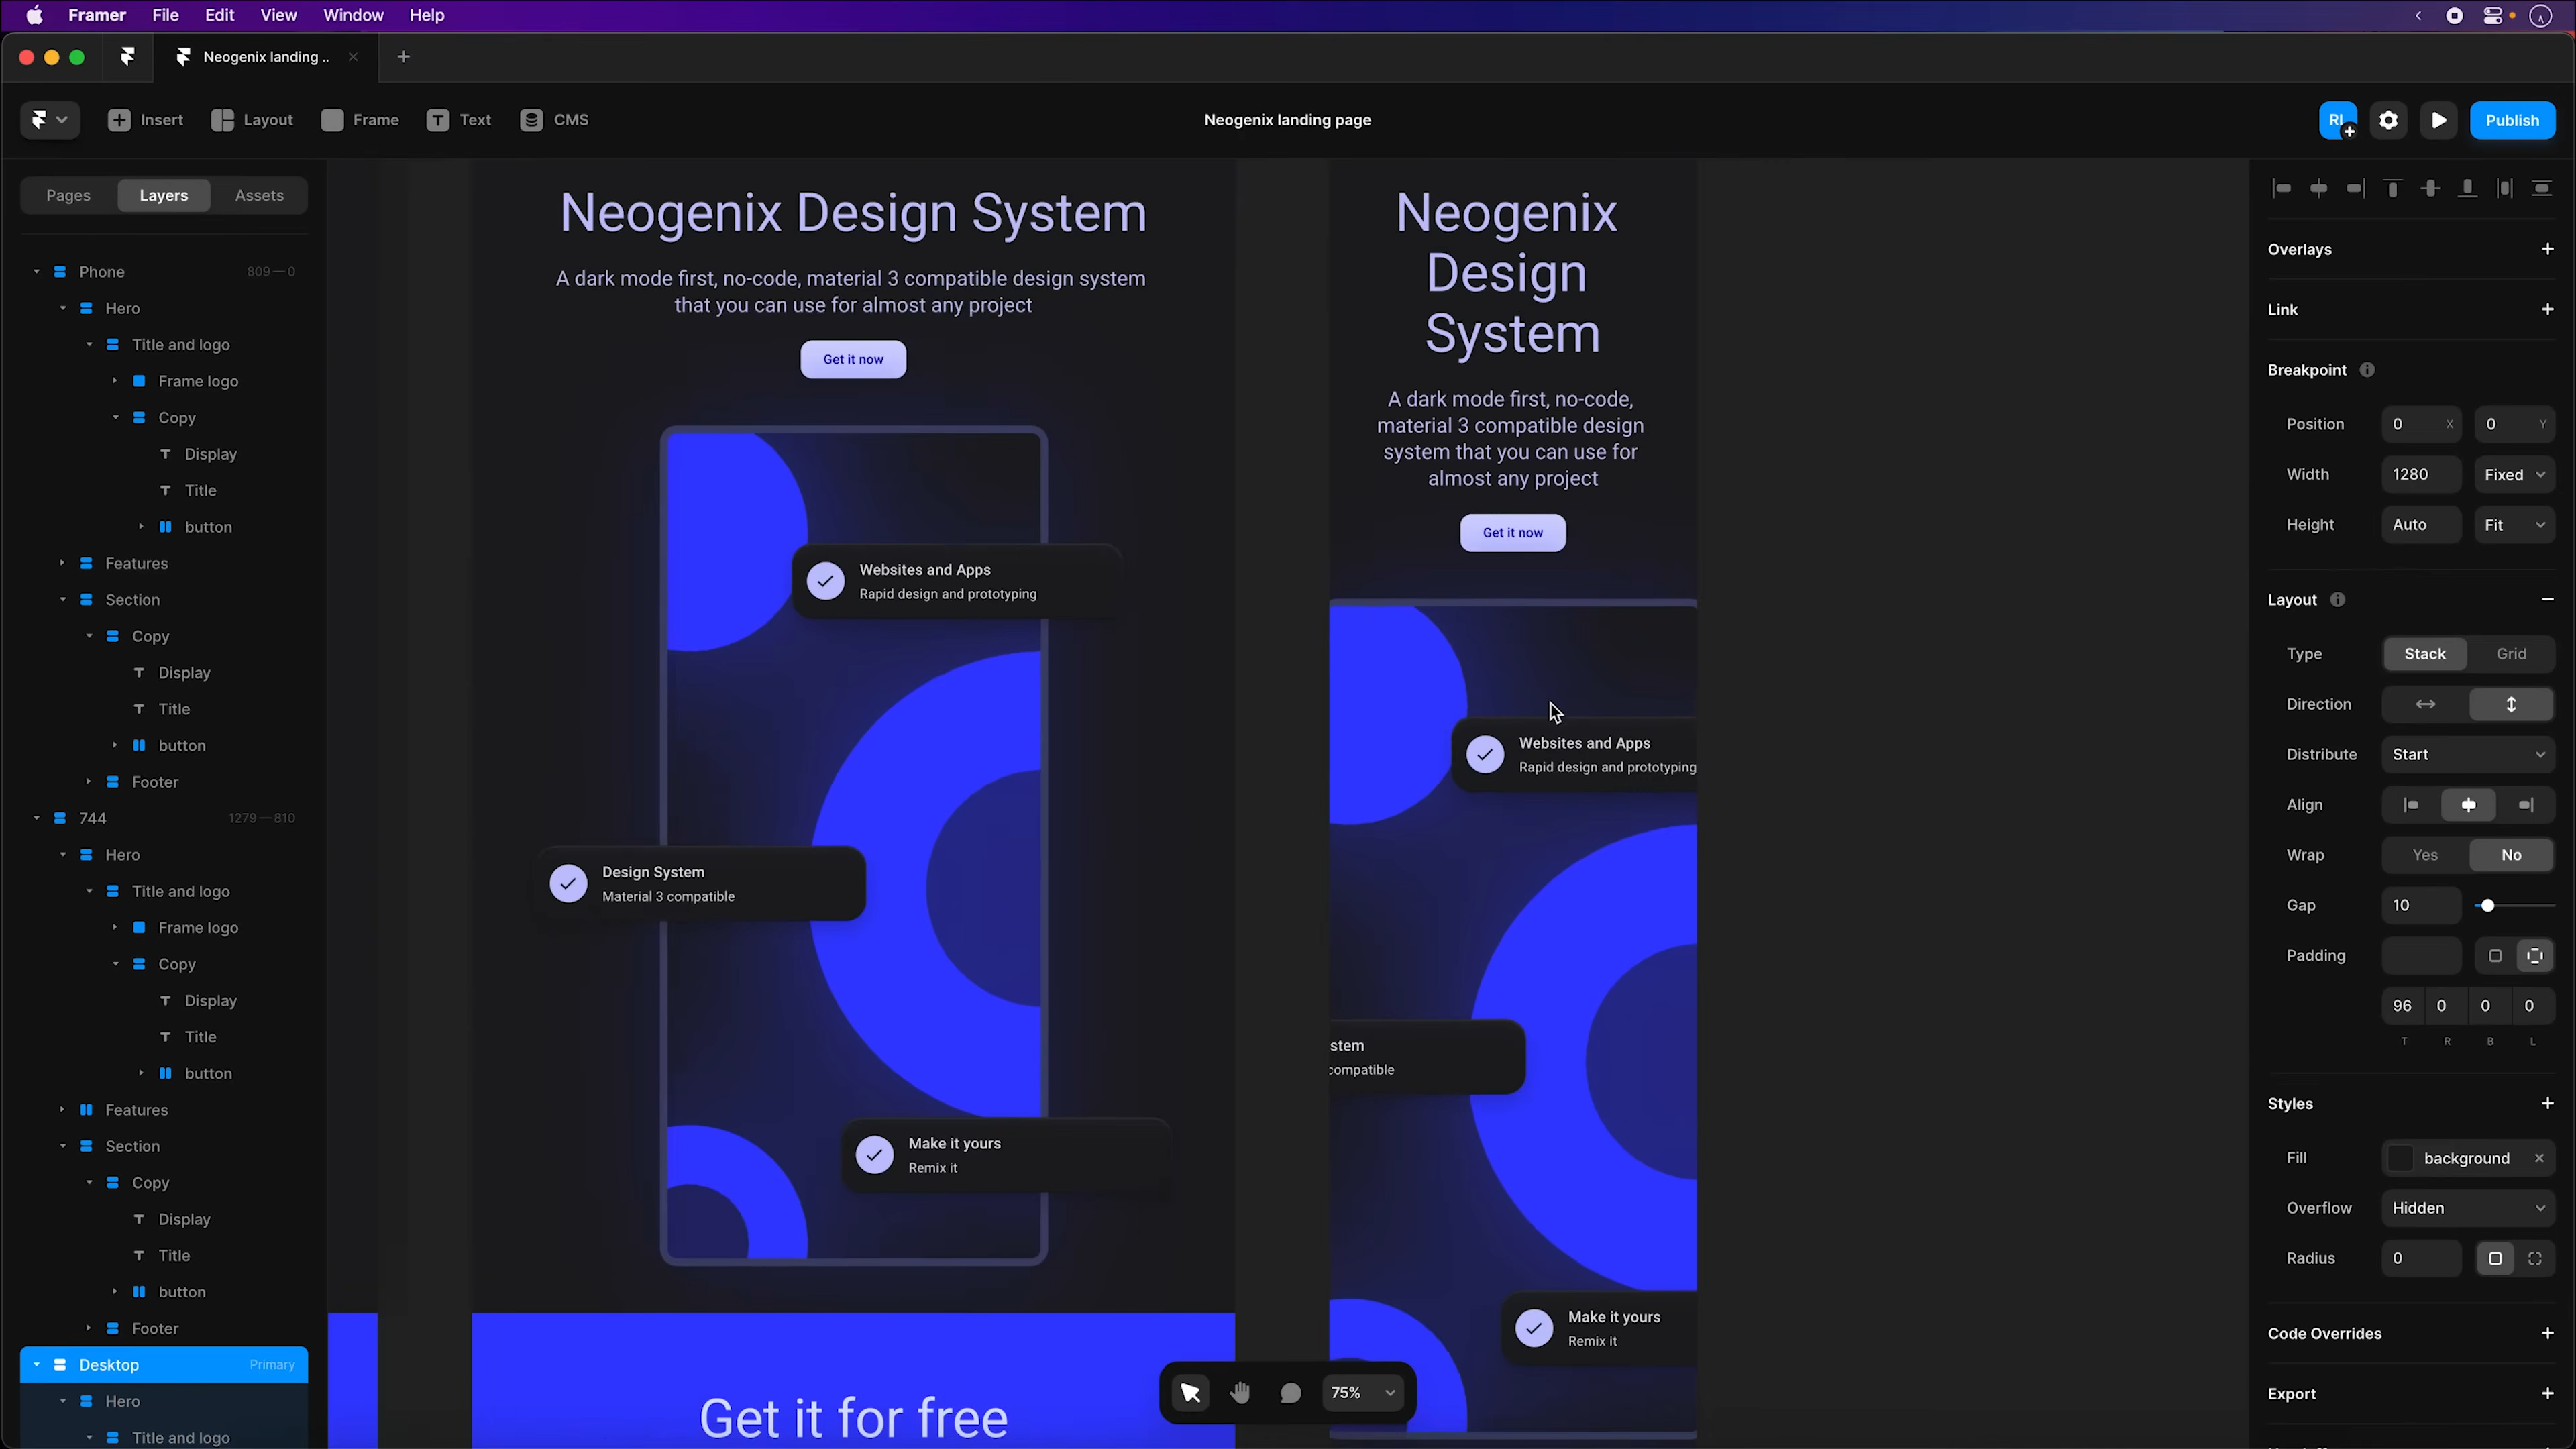 Framer File Edit View Window Help
Neogenix landing ..
Insert Layout Frame Text CMS
Neogenix landing page
RI
Publish
Pages Layers Assets
Phone 809—0
Hero
Title and logo
Frame logo
Copy
Display
Title
button
Features
Section
Copy
Display
Title
button
Footer
744 1279—810
Hero
Title and logo
Frame logo
Copy
Display
Title
button
Features
Section
Copy
Display
Title
button
Footer
Desktop Primary
Hero
Title and logo
Neogenix Design System
A dark mode first, no-code, material 3 compatible design system
that you can use for almost any project
Get it now
Websites and Apps
Rapid design and prototyping
Design System
Material 3 compatible
Make it yours
Remix it
Get it for free
Neogenix
Design
System
A dark mode first, no-code,
material 3 compatible design
system that you can use for
almost any project
Get it now
Websites and Apps
Rapid design and prototyping
stem
compatible
Make it yours
Remix it
75%
Overlays
Link
Breakpoint
Position 0 X 0 Y
Width 1280 Fixed
Height Auto Fit
Layout
Type Stack Grid
Direction
Distribute Start
Align
Wrap Yes No
Gap 10
Padding
96 0 0 0
T R B L
Styles
Fill background
Overflow Hidden
Radius 0
Code Overrides
Export